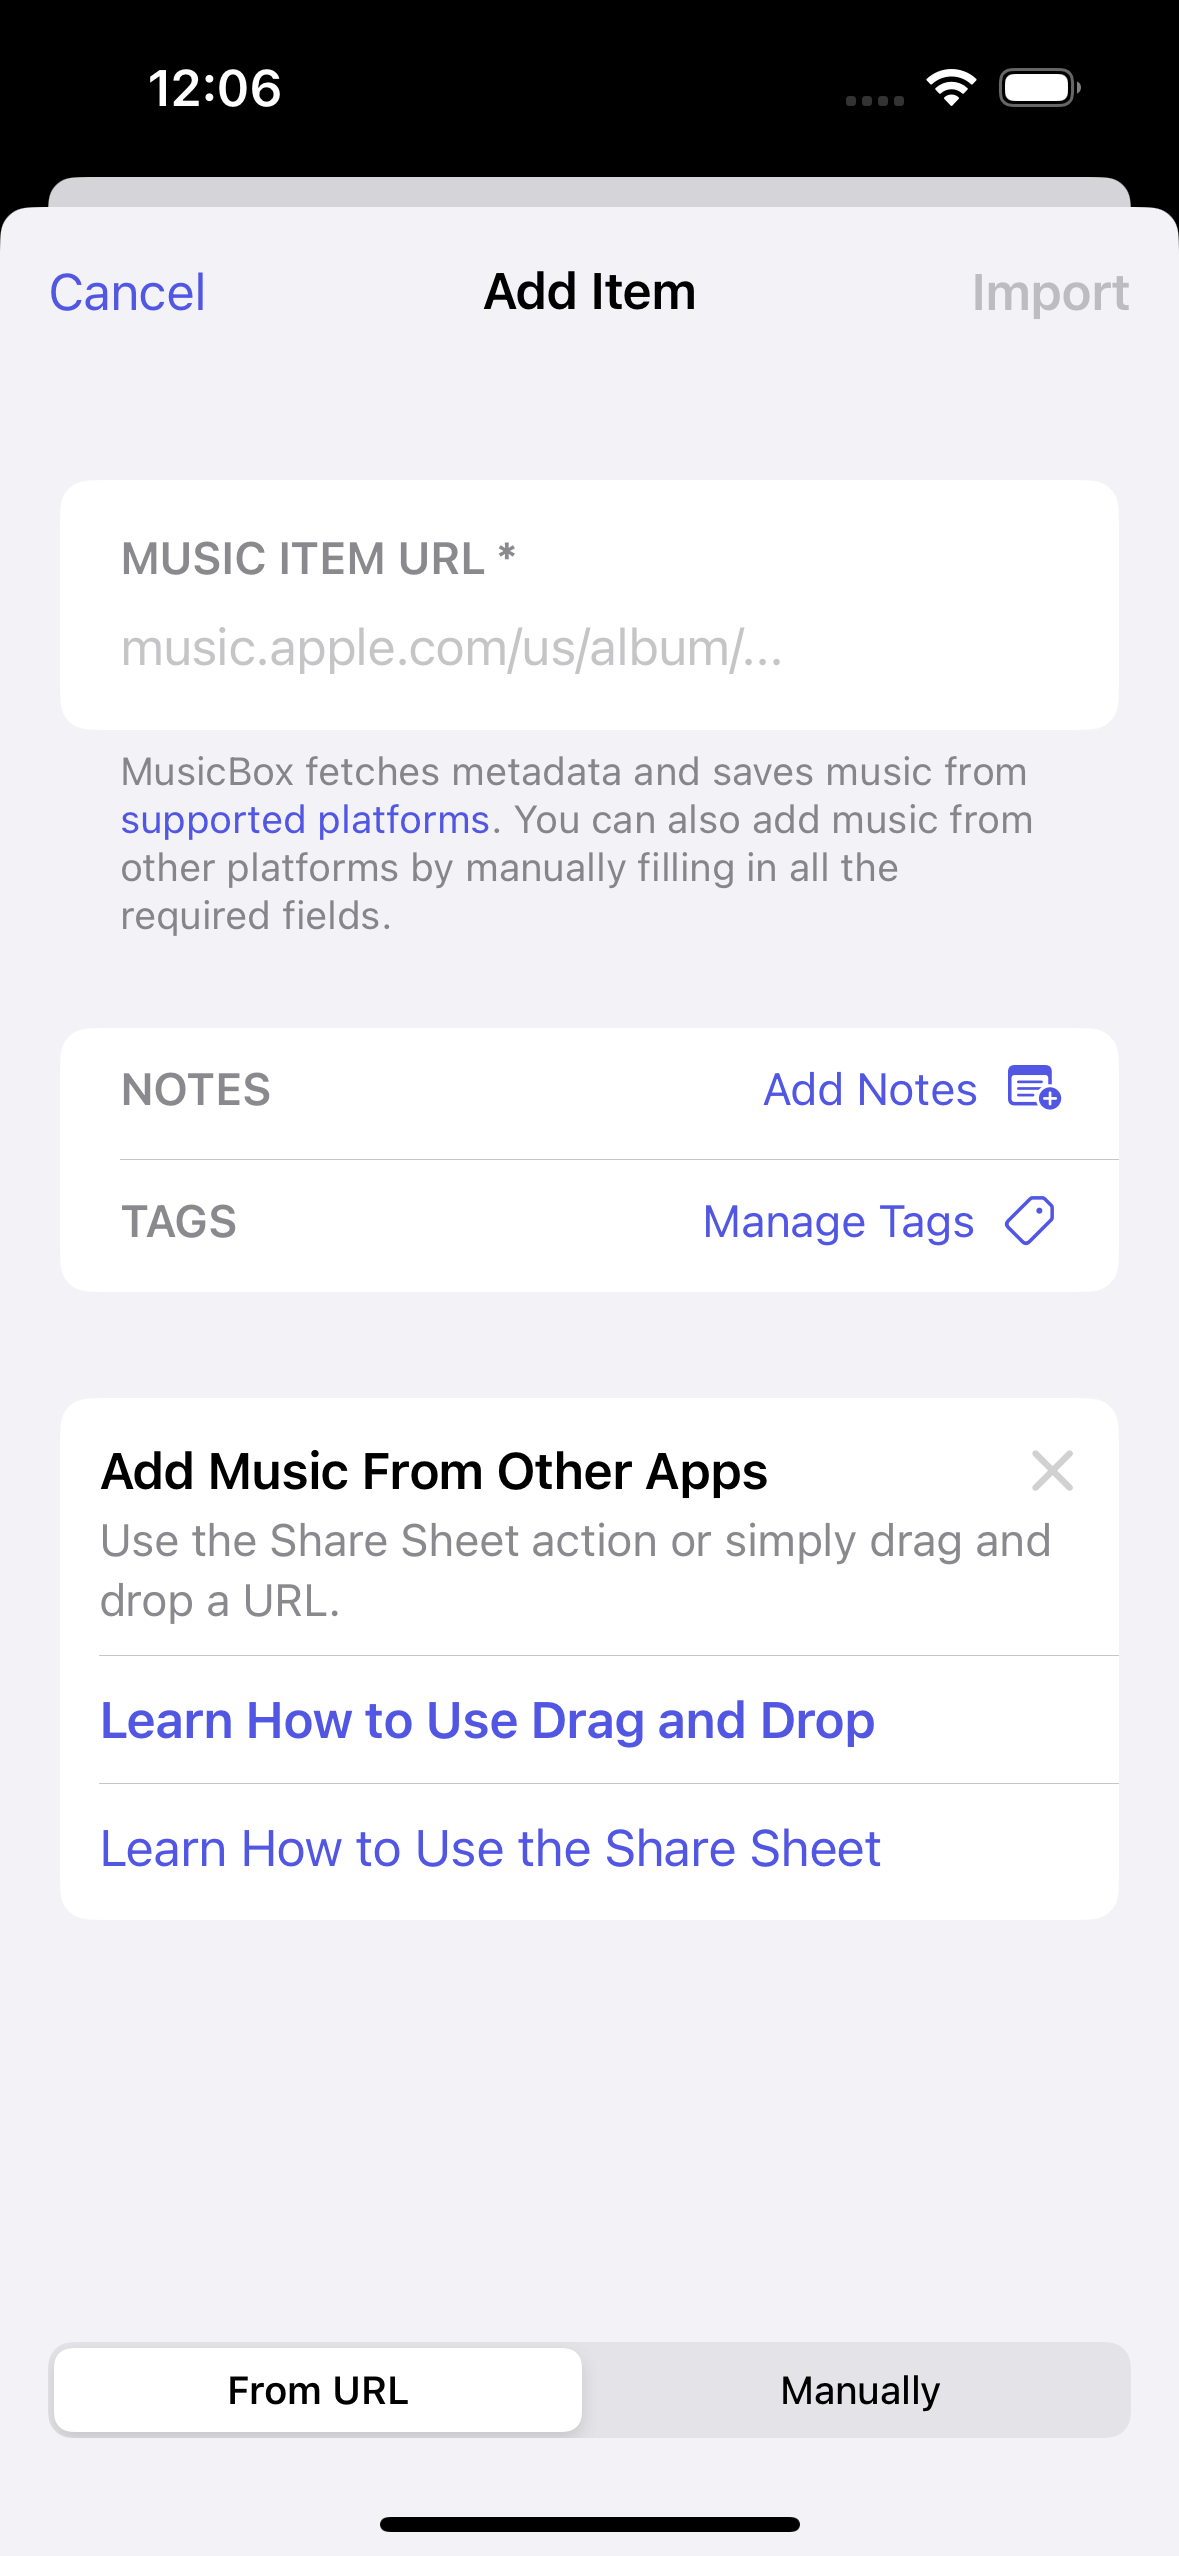 12:06
Cancel
Add Item
Import
MUSIC ITEM URL *
music.apple.com/us/album/...
MusicBox fetches metadata and saves music from
supported platforms. You can also add music from
other platforms by manually filling in all the
required fields.
NOTES
Add Notes
TAGS
Manage Tags
Add Music From Other Apps
Use the Share Sheet action or simply drag and
drop a URL.
Learn How to Use Drag and Drop
Learn How to Use the Share Sheet
From URL
Manually